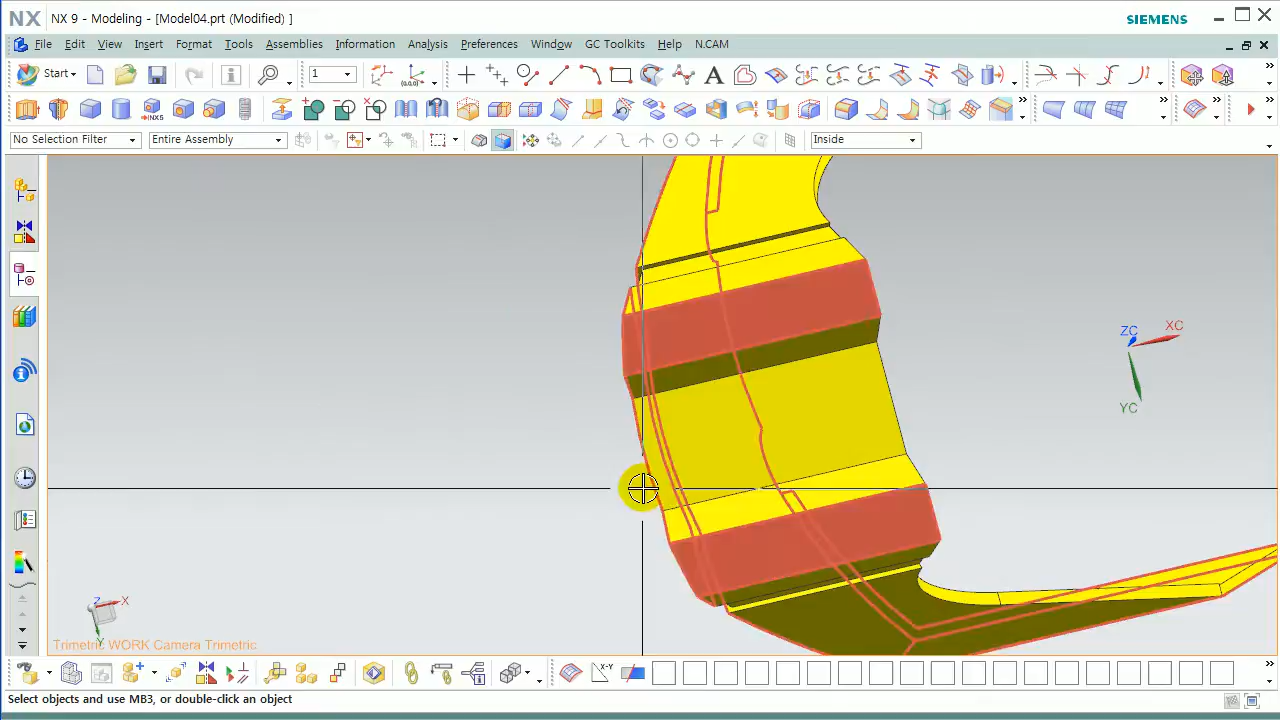 NX NX 9 - Modeling - [Model04.prt (Modified) ] SIEMENS
File Edit View Insert Format Tools Assemblies Information Analysis Preferences Window GC Toolkits Help NCAM
Start 1
No Selection Filter Entire Assembly Inside
XC
ZC
YC
Z X
Y
Trimetric WORK Camera Trimetric
X-Y
Select objects and use MB3, or double-click an object